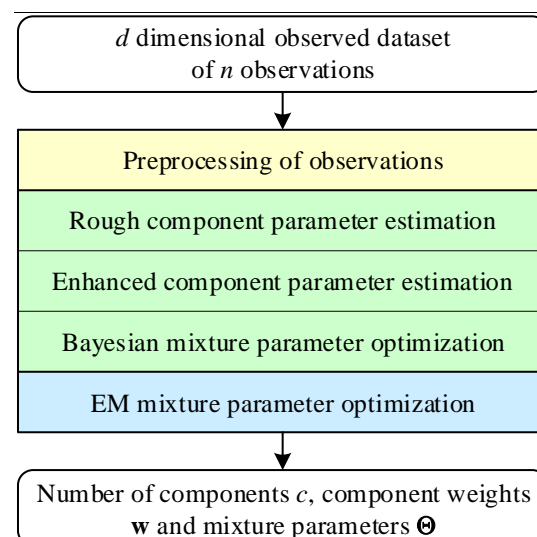 d dimensional observed dataset
of n observations
Preprocessing of observations
Rough component parameter estimation
Enhanced component parameter estimation
Bayesian mixture parameter optimization
EM mixture parameter optimization
Number of components c, component weights
w and mixture parameters Θ